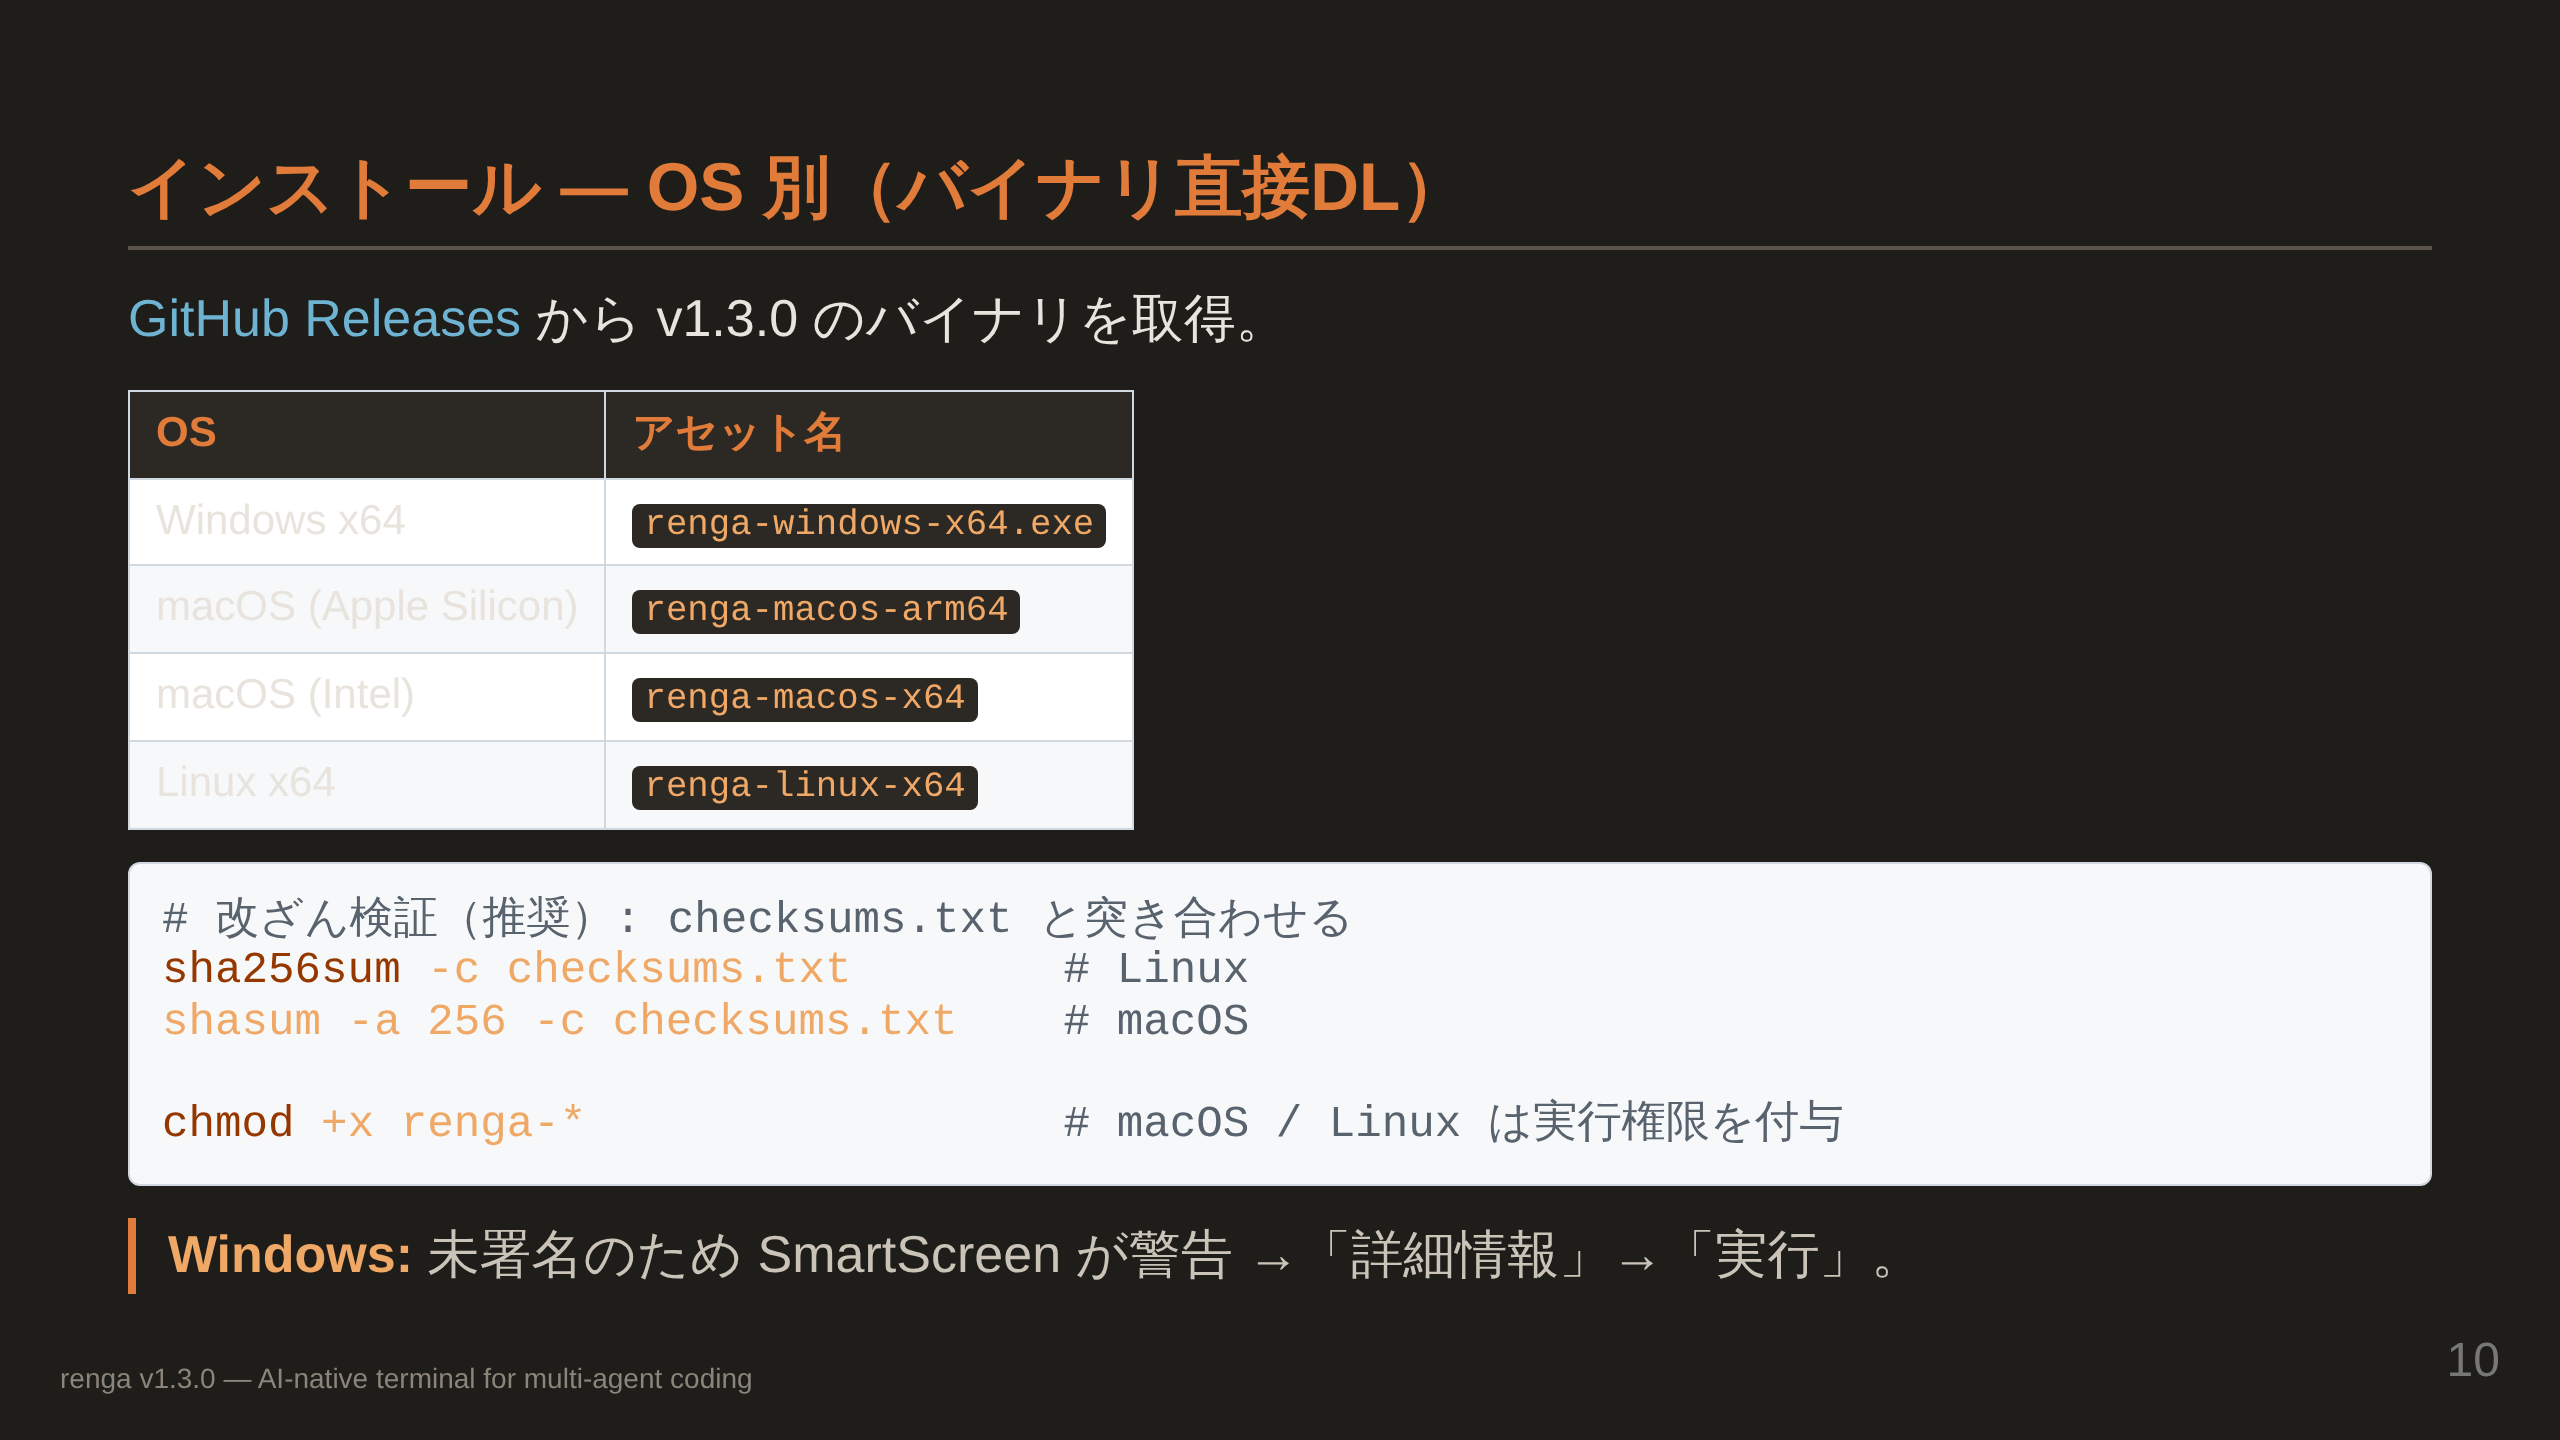 インストール — OS 別（バイナリ直接DL）
GitHub Releases から v1.3.0 のバイナリを取得。
OS アセット名
Windows x64 renga-windows-x64.exe
macOS (Apple Silicon) renga-macos-arm64
macOS (Intel) renga-macos-x64
Linux x64 renga-linux-x64
# 改ざん検証（推奨）: checksums.txt と突き合わせる
sha256sum -c checksums.txt # Linux
shasum -a 256 -c checksums.txt # macOS
chmod +x renga-* # macOS / Linux は実行権限を付与
Windows: 未署名のため SmartScreen が警告 →「詳細情報」→「実行」。
renga v1.3.0 — AI-native terminal for multi-agent coding
10